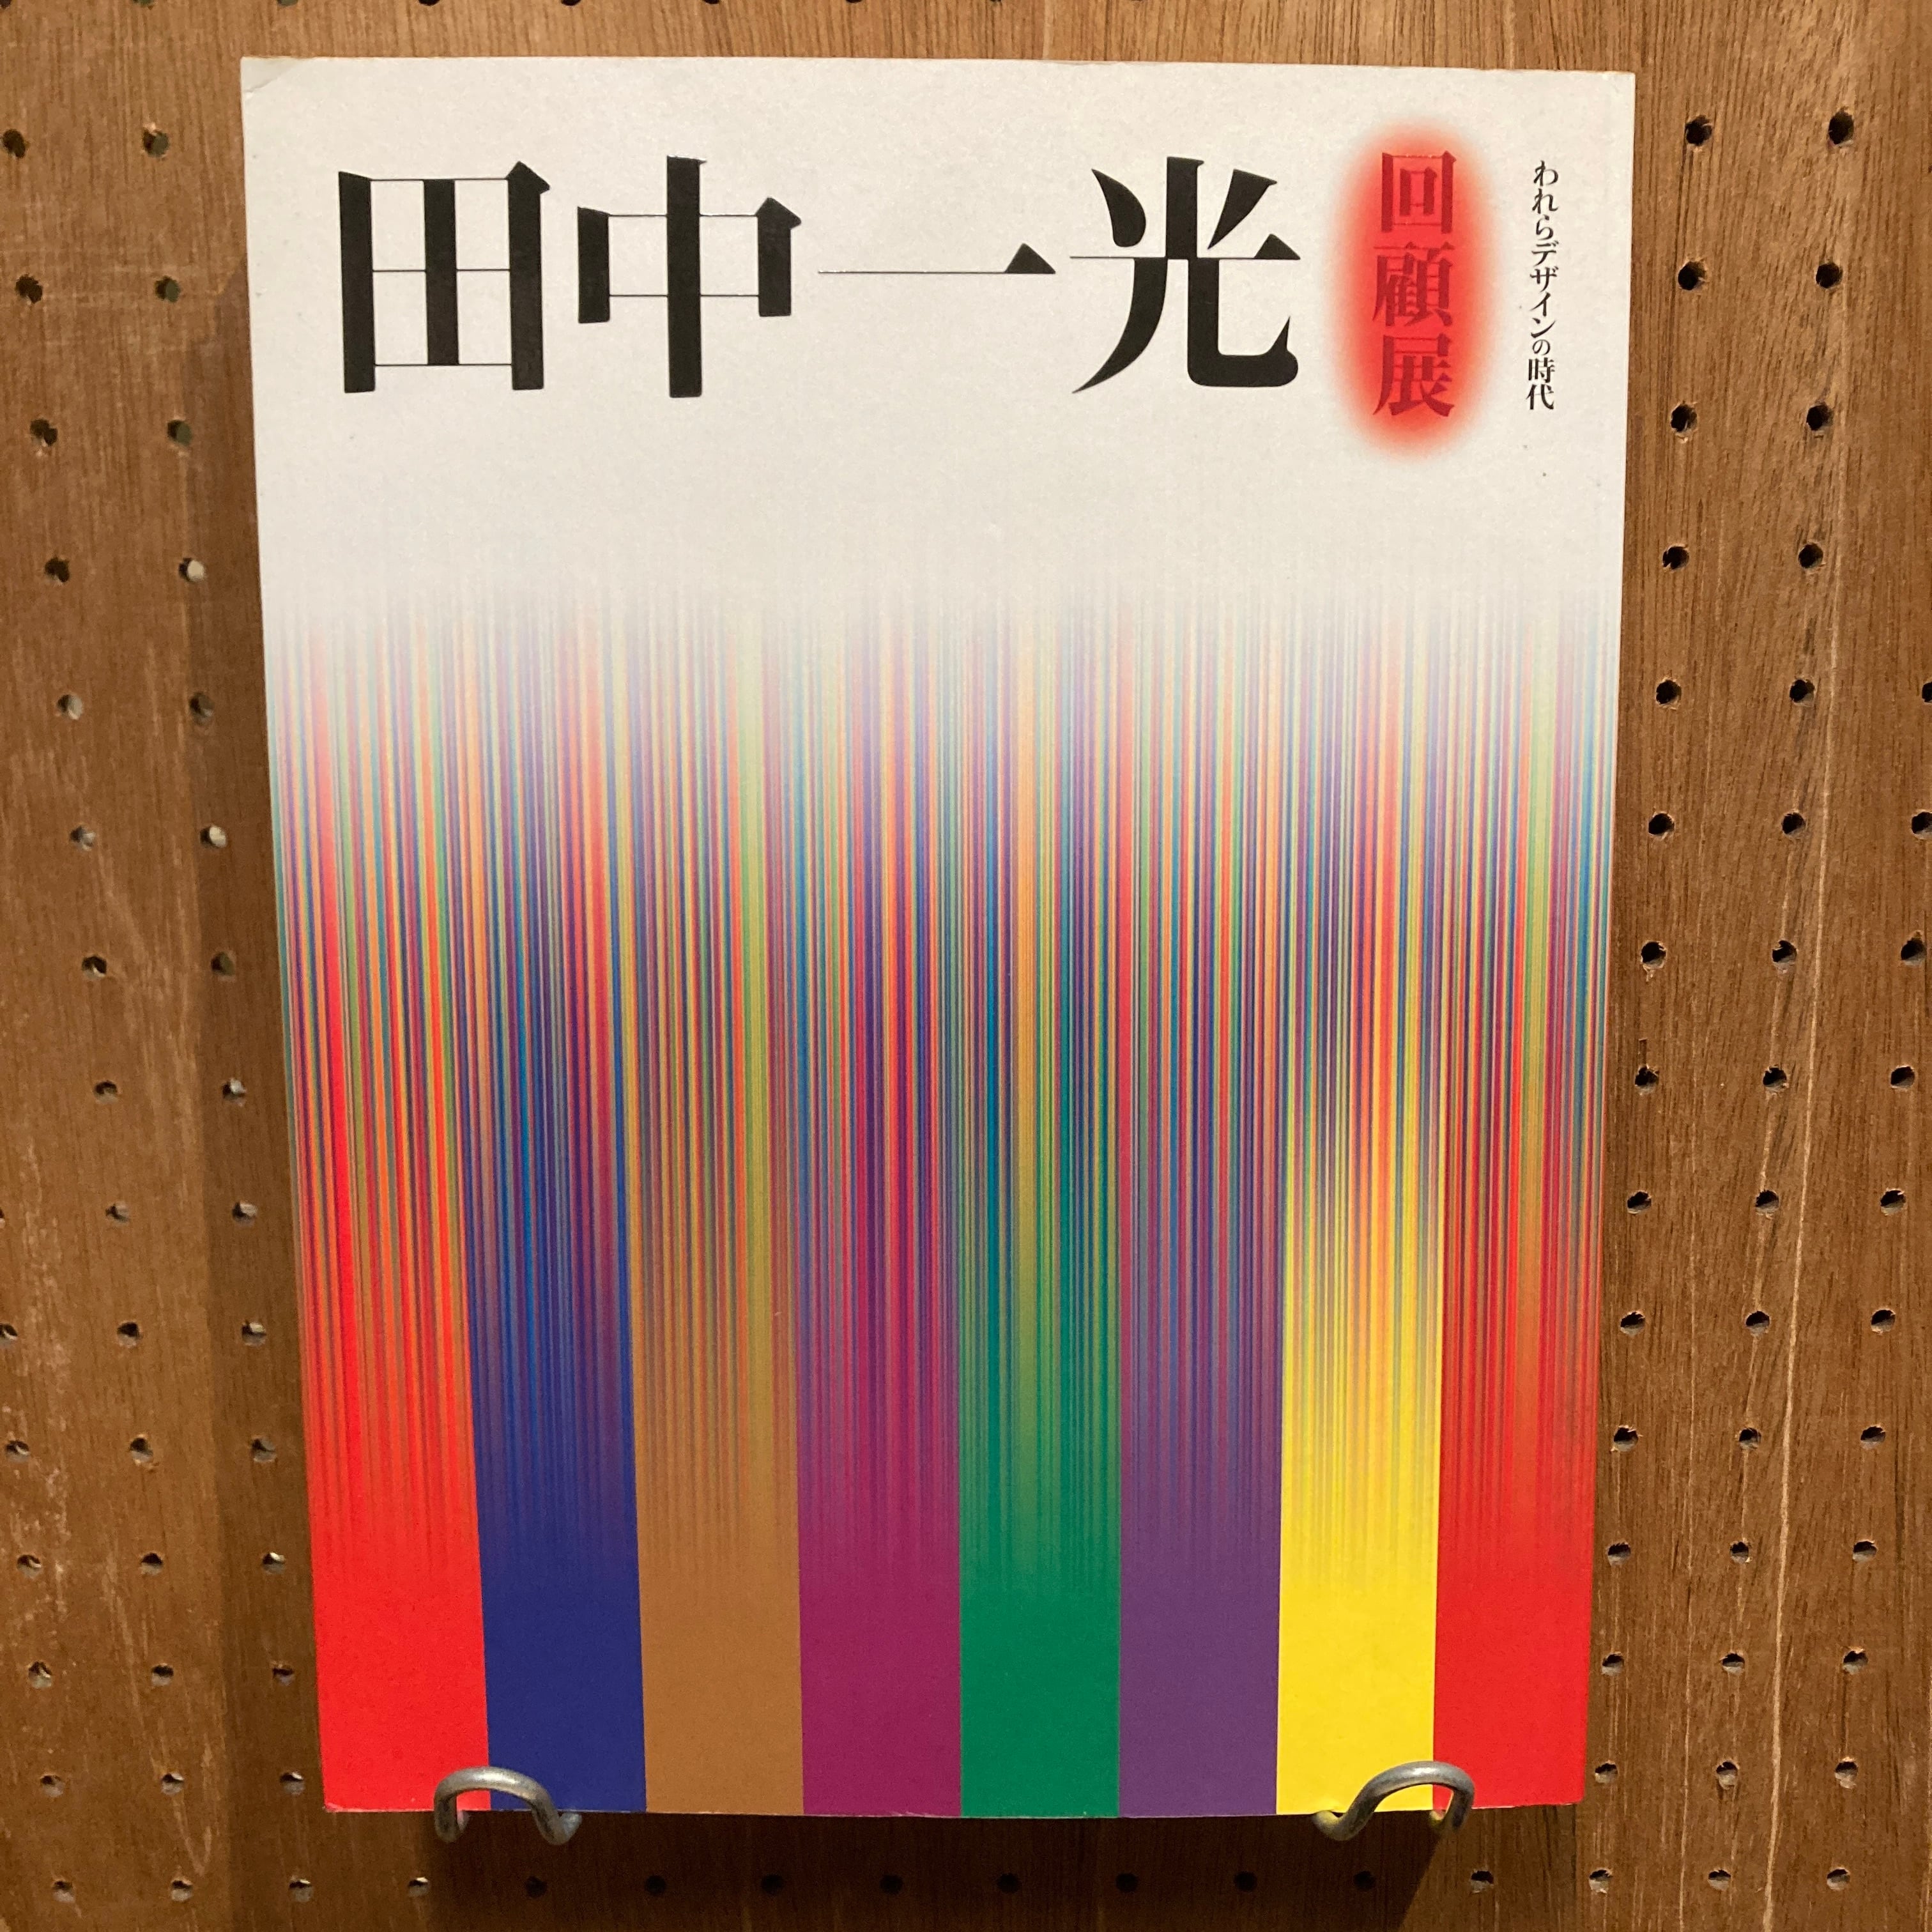 田中一光
回顧展
われらデザインの時代